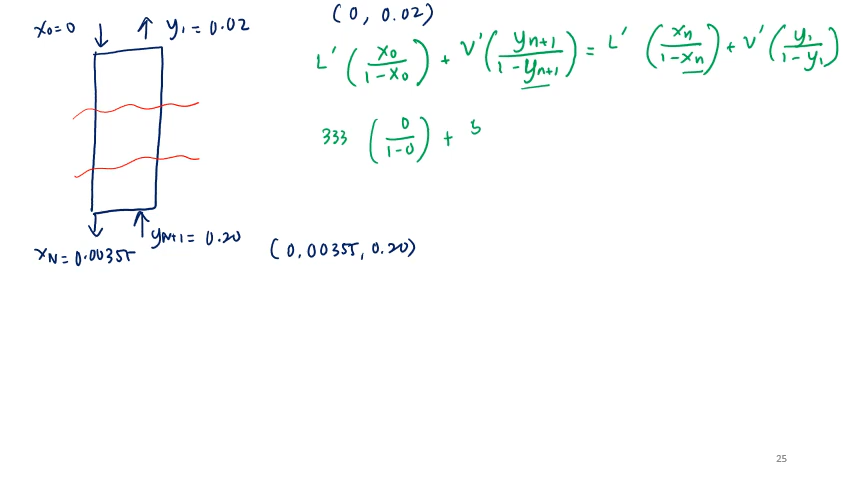 (0, 0.02)
x₀=0 y₁ = 0.02
L′ (x₀/(1−x₀)) + V′ (yn+1/(1−yn+1)) = L′ (xn/(1−xn)) + V′ (y₁/(1−y₁))
333 (0/(1−0)) + 5
yN+1 = 0.20
xN = 0.00355
(0.00355, 0.20)
25